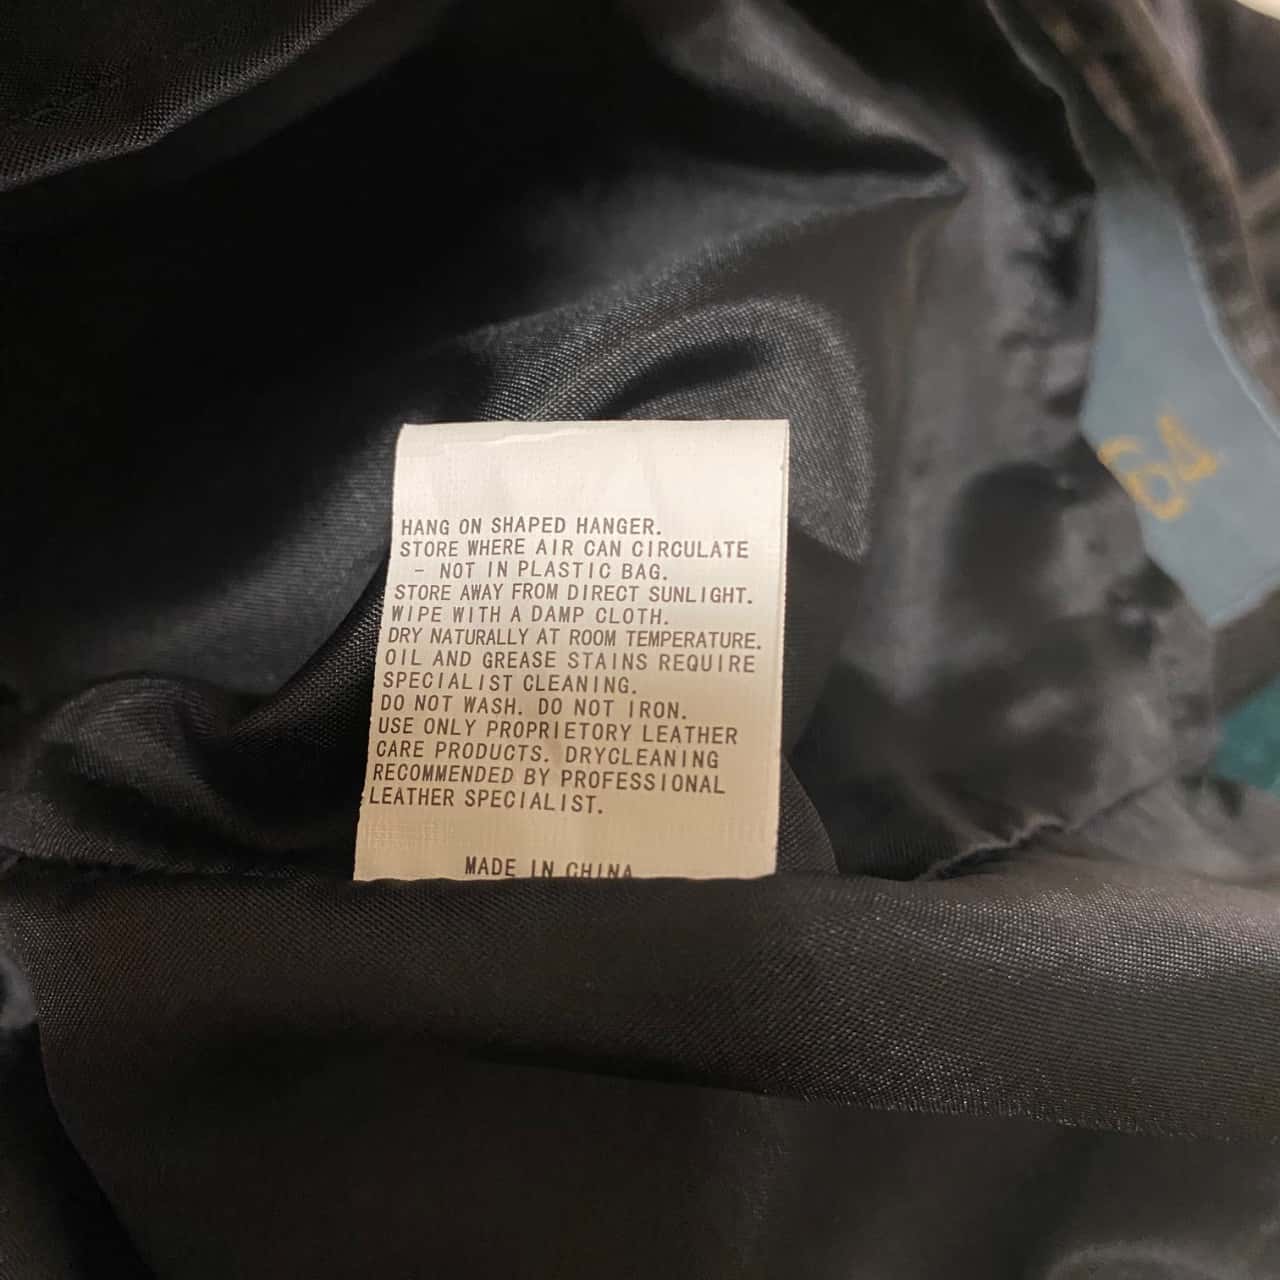 HANG ON SHAPED HANGER.
STORE WHERE AIR CAN CIRCULATE
- NOT IN PLASTIC BAG.
STORE AWAY FROM DIRECT SUNLIGHT.
WIPE WITH A DAMP CLOTH.
DRY NATURALLY AT ROOM TEMPERATURE.
OIL AND GREASE STAINS REQUIRE
SPECIALIST CLEANING.
DO NOT WASH. DO NOT IRON.
USE ONLY PROPRIETORY LEATHER
CARE PRODUCTS. DRYCLEANING
RECOMMENDED BY PROFESSIONAL
LEATHER SPECIALIST.
MADE IN CHINA
64